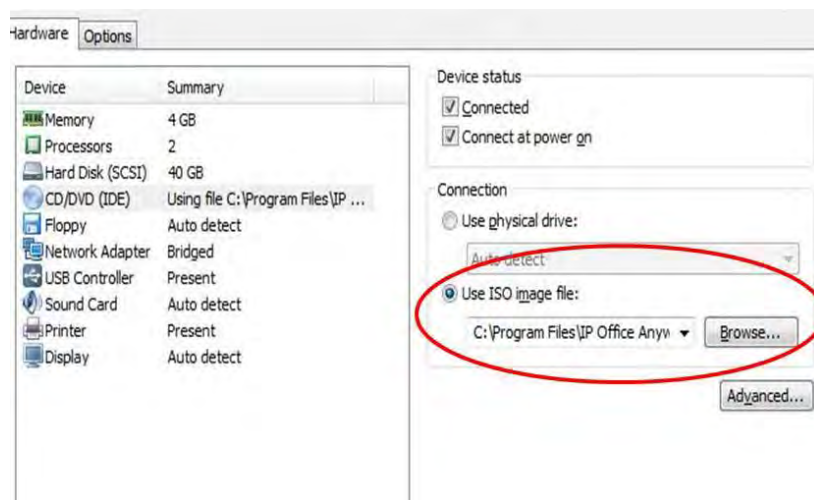 Hardware Options
Device Summary
Memory 4 GB
Processors 2
Hard Disk (SCSI) 40 GB
CD/DVD (IDE) Using file C:\Program Files\IP ...
Floppy Auto detect
Network Adapter Bridged
USB Controller Present
Sound Card Auto detect
Printer Present
Display Auto detect
Device status
Connected
Connect at power on
Connection
Use physical drive:
Auto detect
Use ISO image file:
C:\Program Files\IP Office Anyw
Browse...
Advanced...